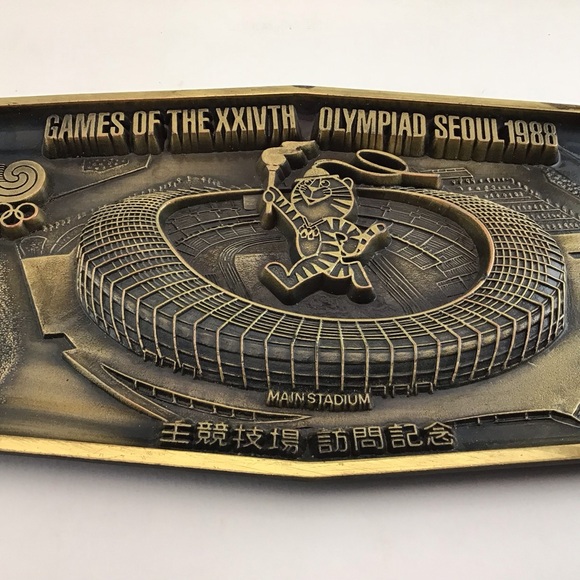 GAMES OF THE XXIVTH OLYMPIAD SEOUL 1988
MAIN STADIUM
主競技場 訪問記念